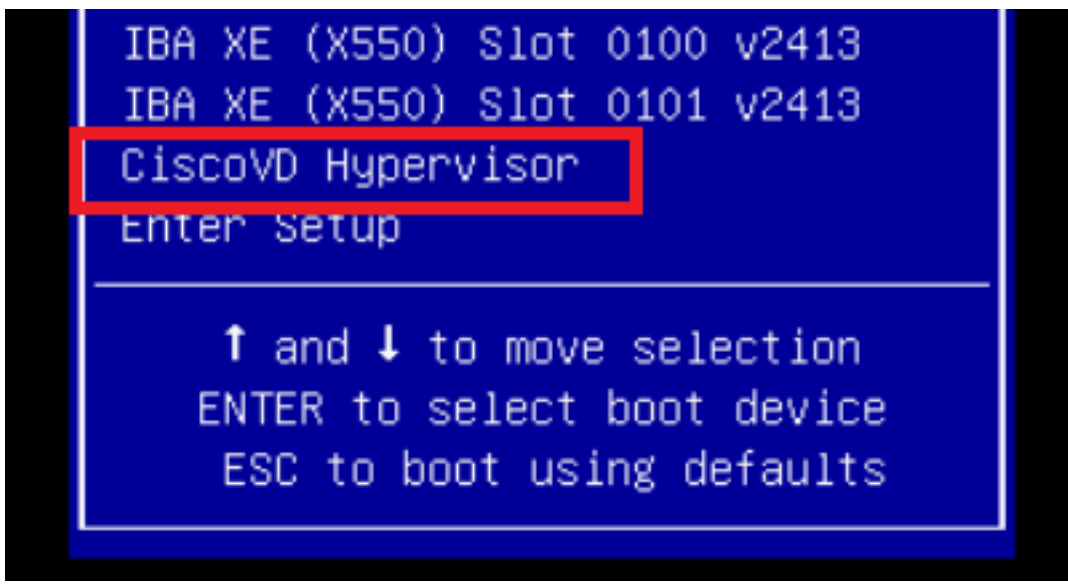 IBA XE (X550) Slot 0100 v2413
IBA XE (X550) Slot 0101 v2413
CiscoVD Hypervisor
Enter Setup
↑ and ↓ to move selection
ENTER to select boot device
ESC to boot using defaults